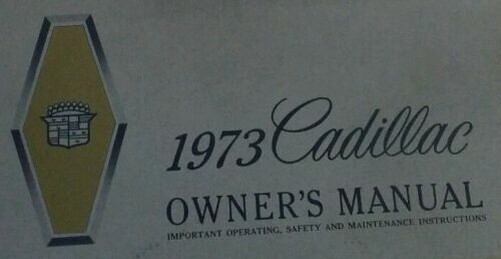 1973 Cadillac
OWNER'S MANUAL
IMPORTANT OPERATING, SAFETY AND MAINTENANCE INSTRUCTIONS